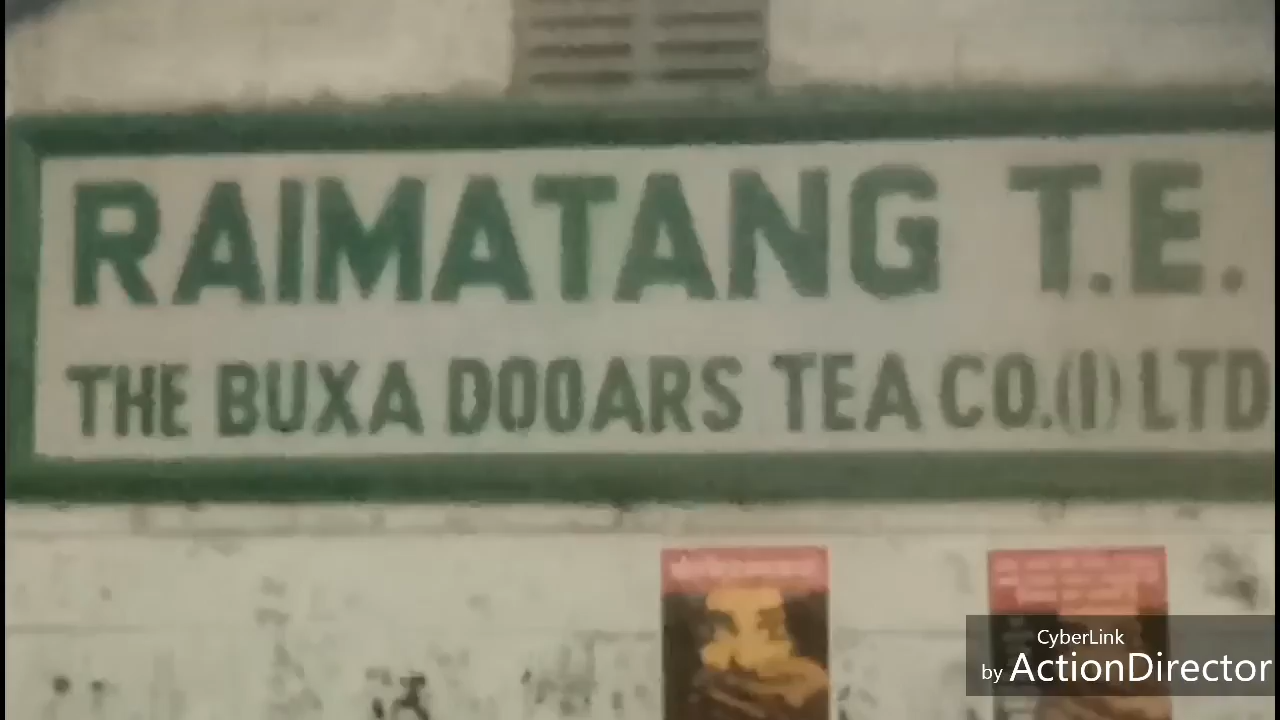 RAIMATANG T.E.
THE BUXA DOOARS TEA CO.(I) LTD
CyberLink
by ActionDirector